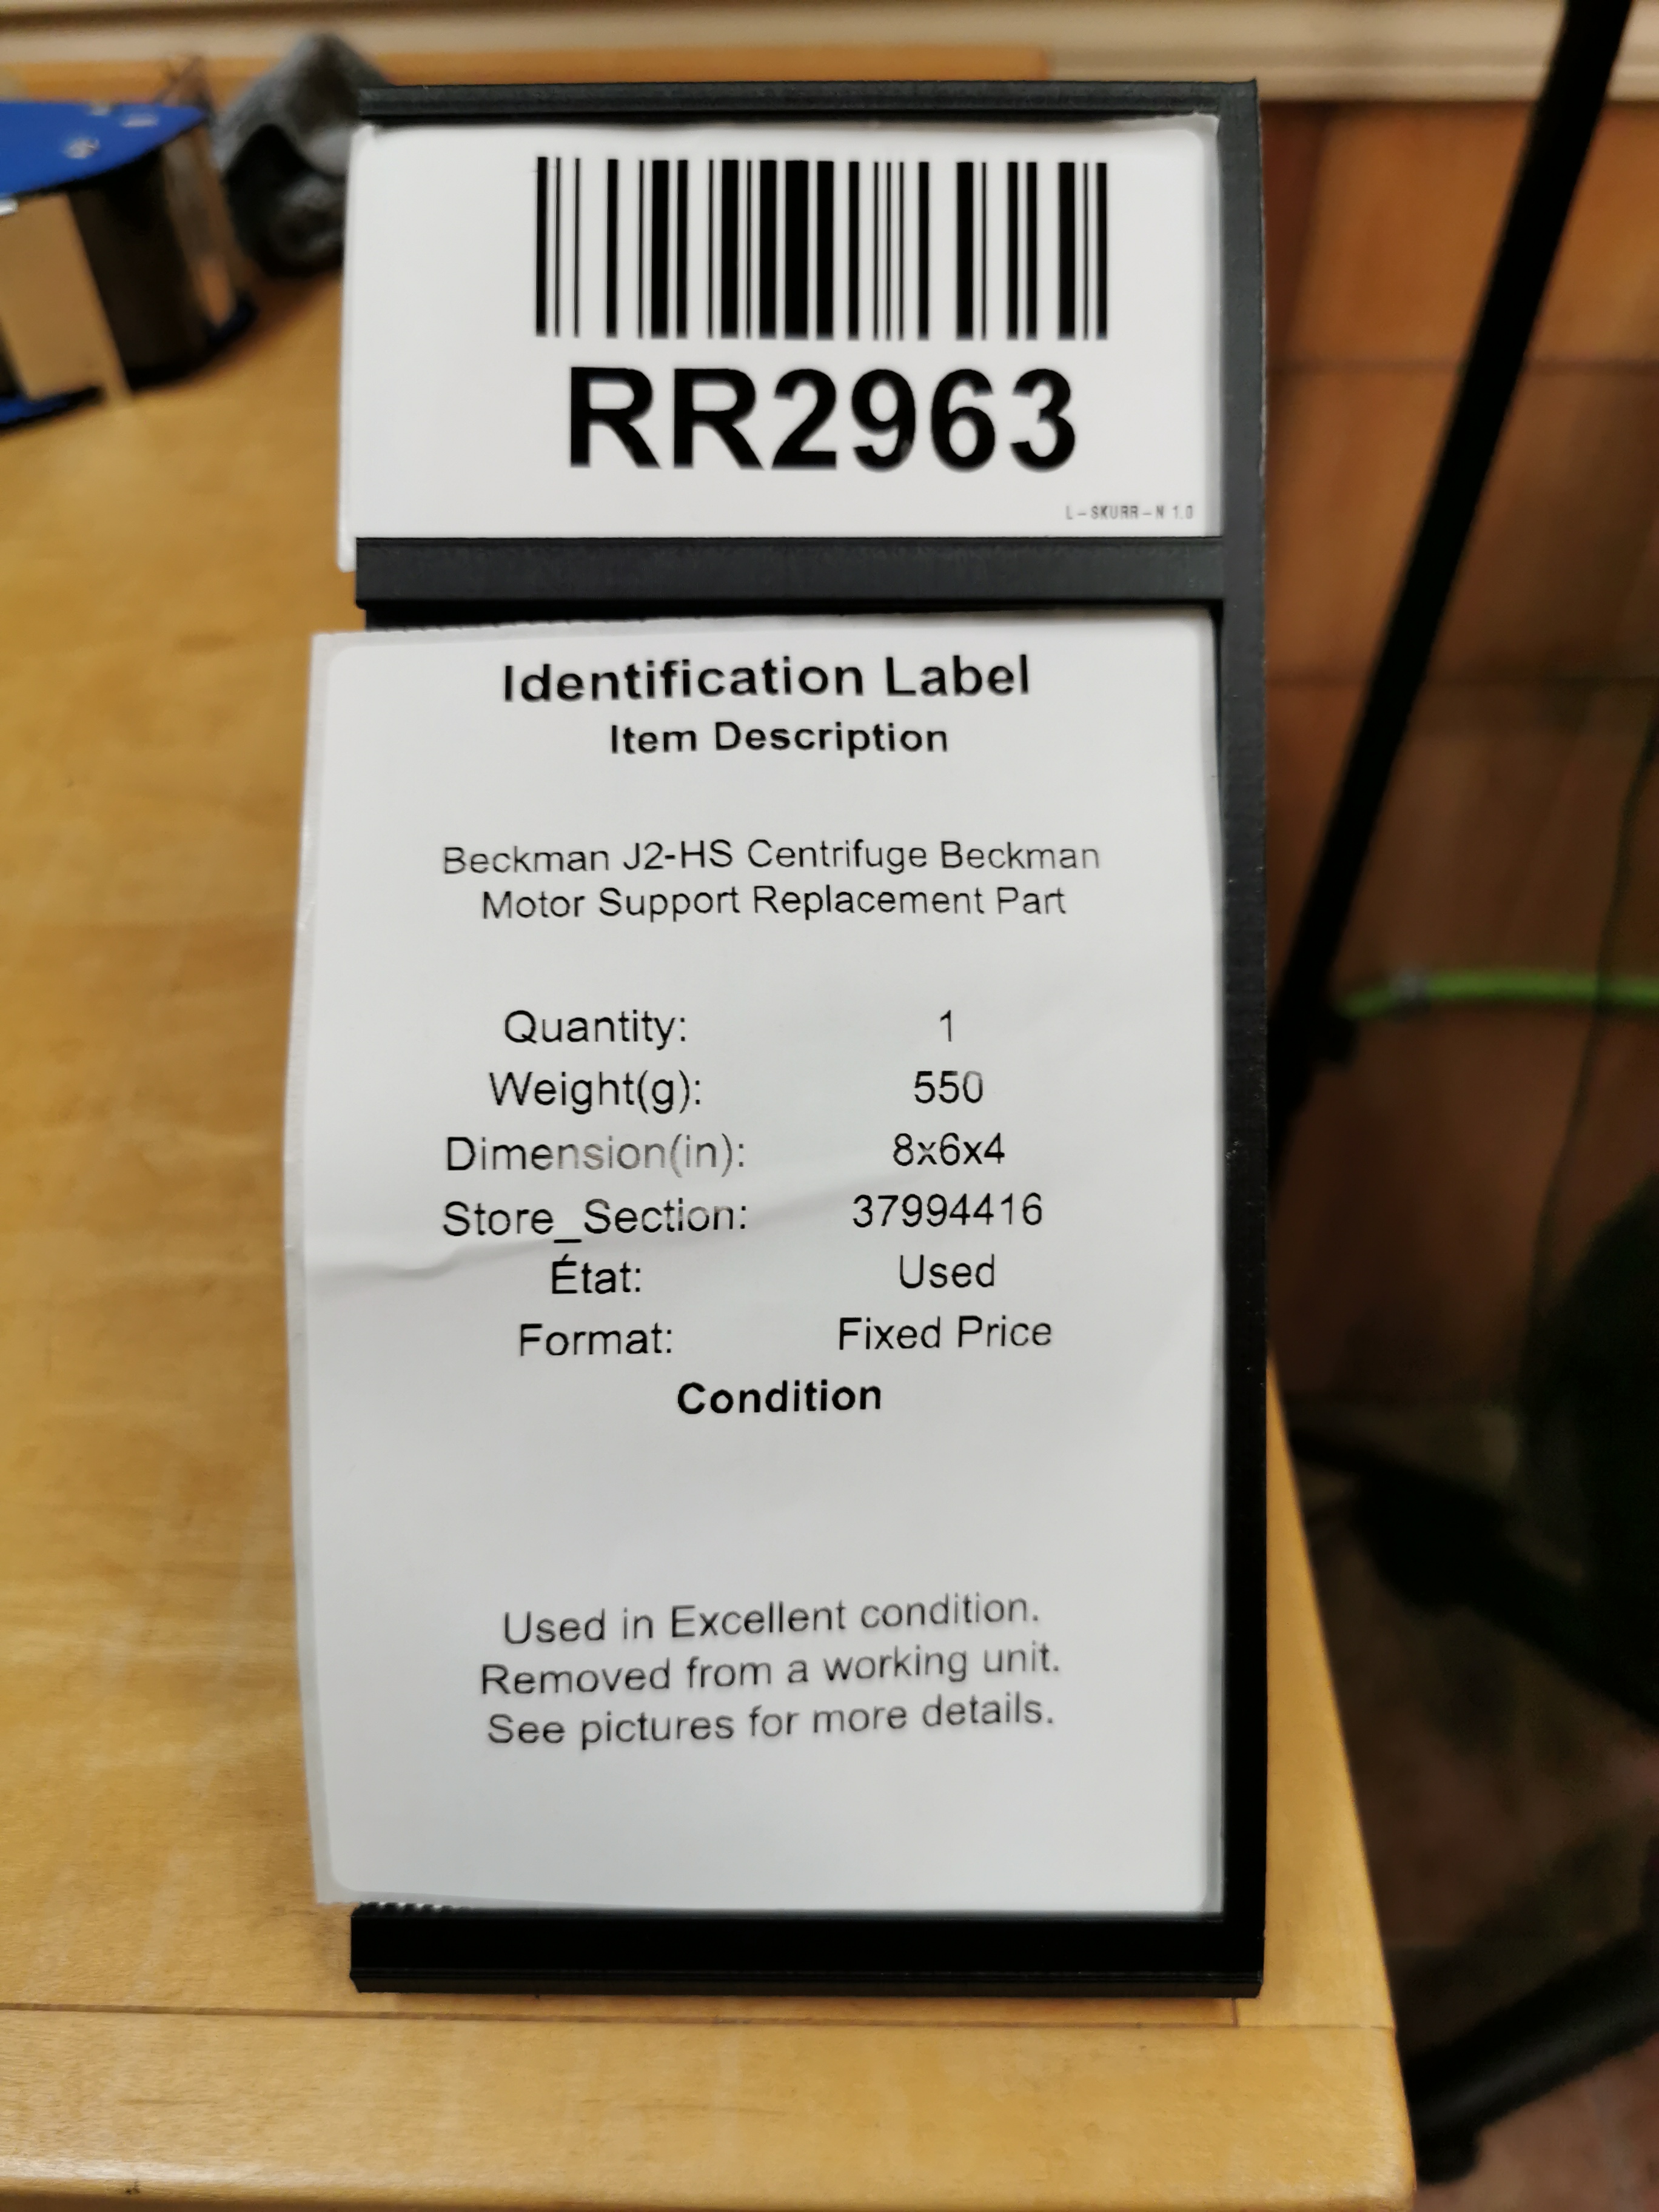 RR2963
L-SKURR-N 1.0
Identification Label
Item Description
Beckman J2-HS Centrifuge Beckman
Motor Support Replacement Part
Quantity: 1
Weight(g): 550
Dimension(in): 8x6x4
Store_Section: 37994416
État: Used
Format: Fixed Price
Condition
Used in Excellent condition.
Removed from a working unit.
See pictures for more details.